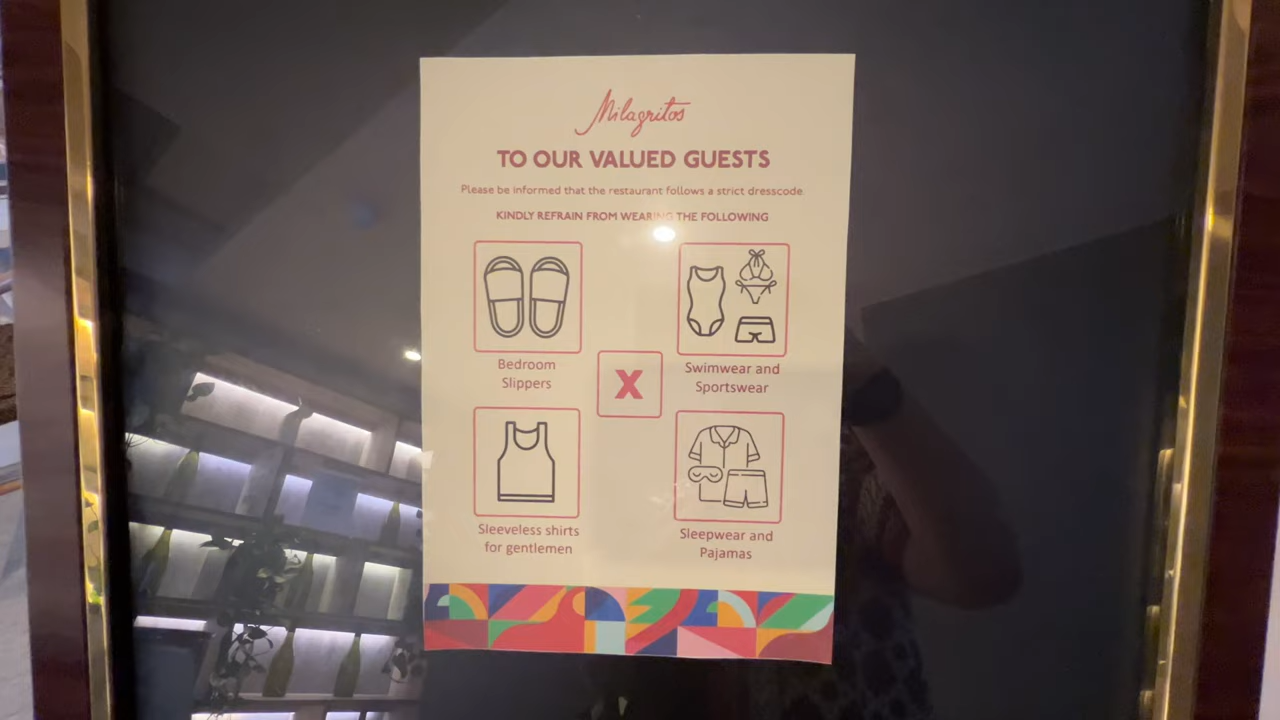 Milagritos
TO OUR VALUED GUESTS
Please be informed that the restaurant follows a strict dresscode
KINDLY REFRAIN FROM WEARING THE FOLLOWING
Bedroom
Slippers
Swimwear and
Sportswear
X
Sleeveless shirts
for gentlemen
Sleepwear and
Pajamas